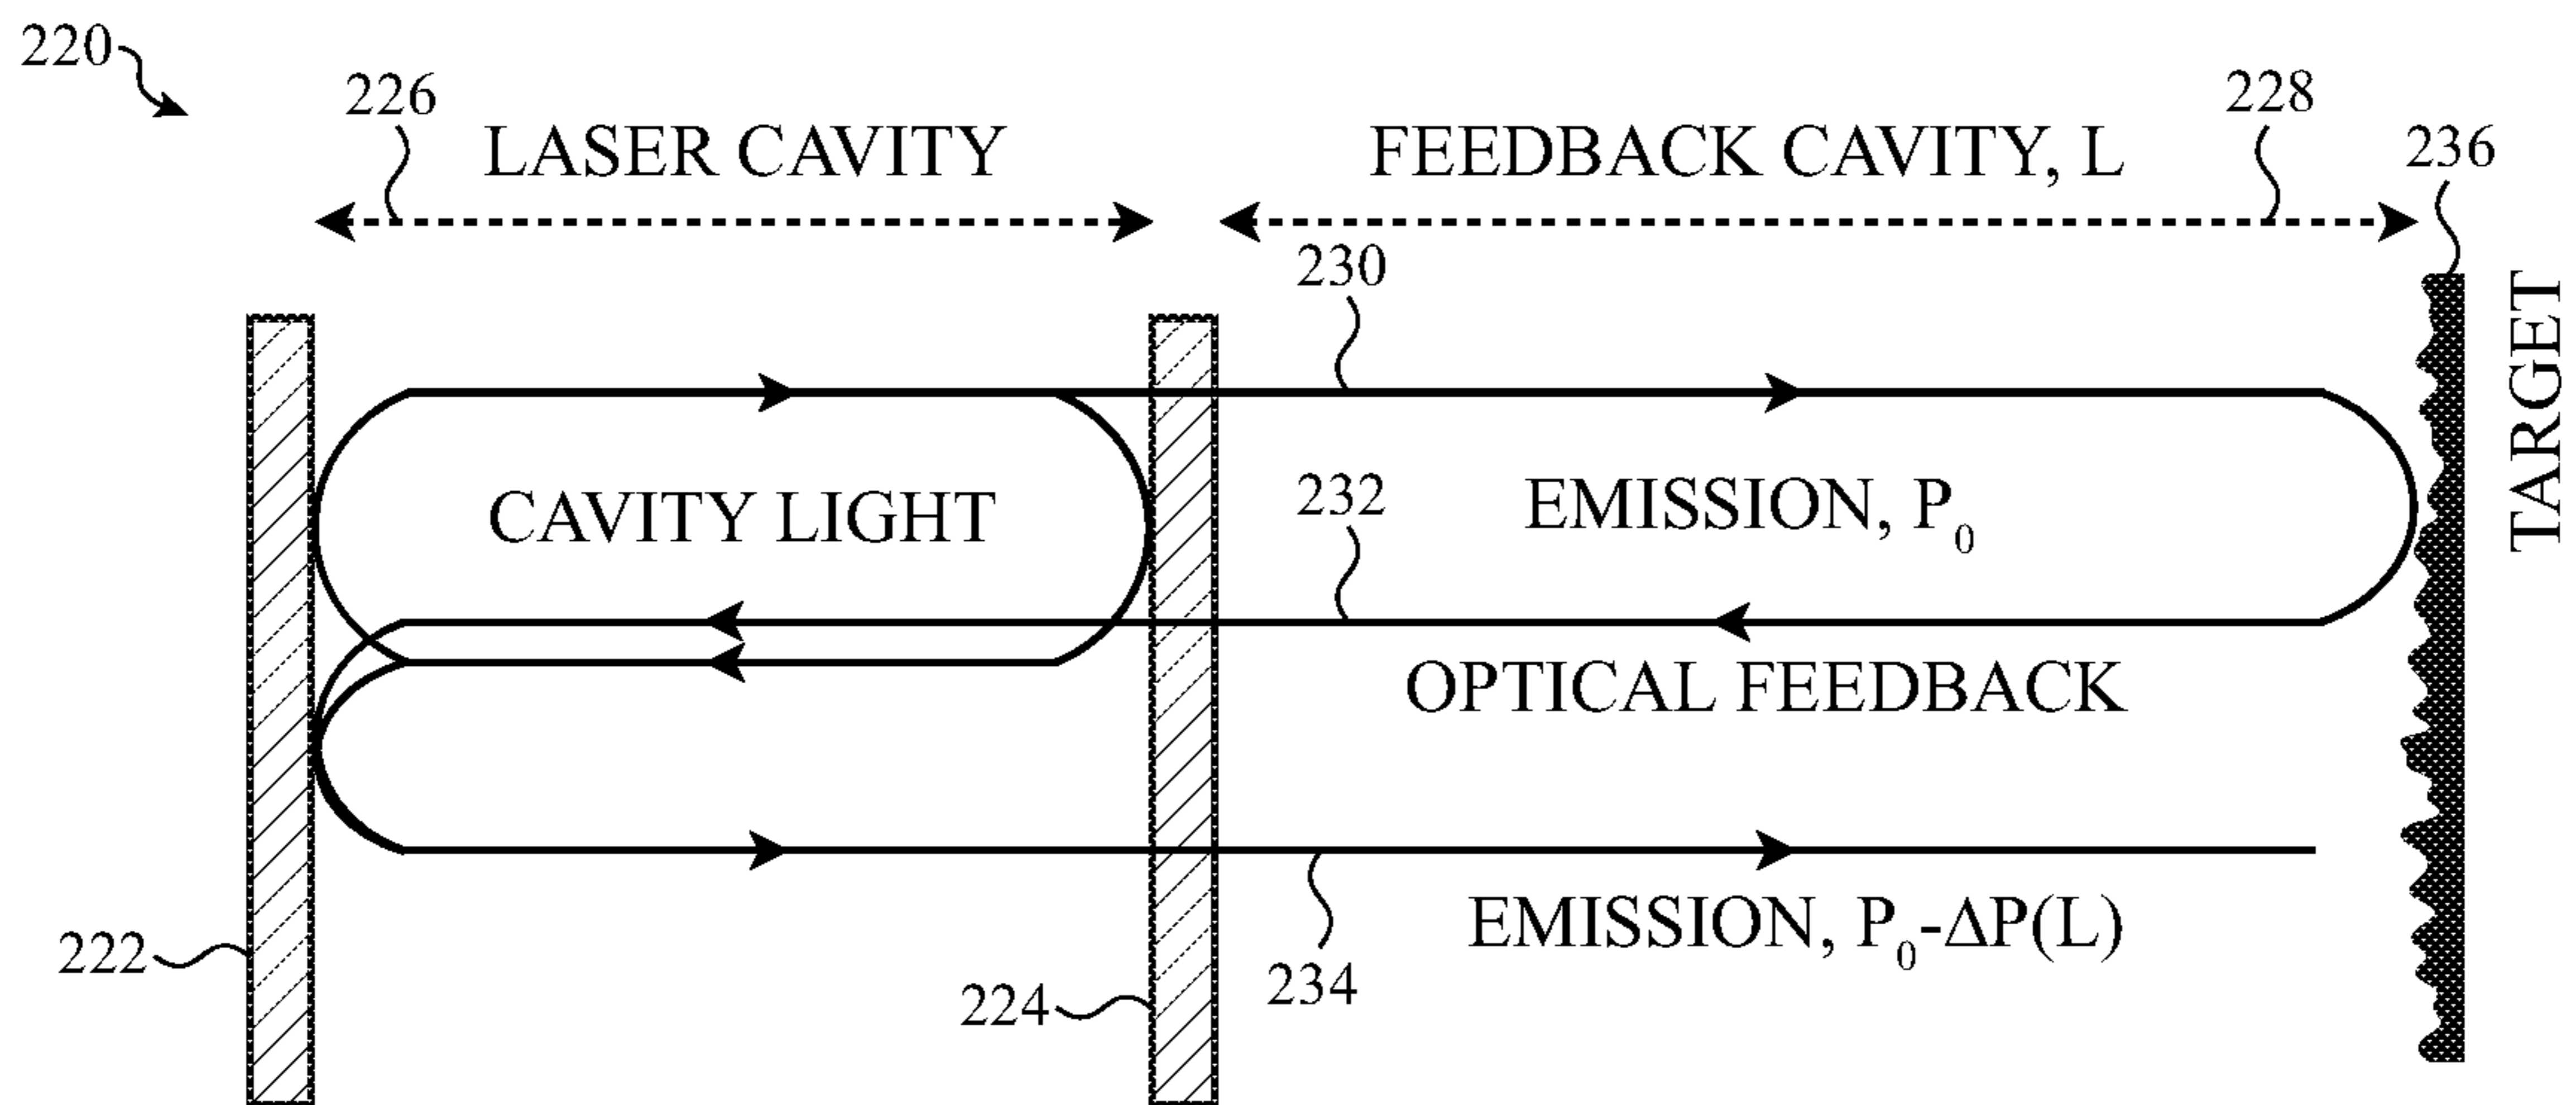 220
226
LASER CAVITY
FEEDBACK CAVITY, L
228
236
230
TARGET
CAVITY LIGHT
232
EMISSION, P₀
OPTICAL FEEDBACK
222
224
234
EMISSION, P₀-ΔP(L)